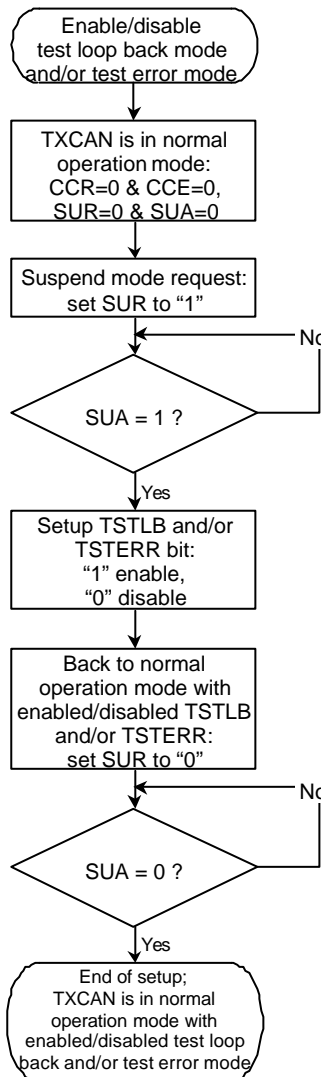 Enable/disable
test loop back mode
and/or test error mode
TXCAN is in normal
operation mode:
CCR=0 & CCE=0,
SUR=0 & SUA=0
Suspend mode request:
set SUR to “1”
No
SUA = 1 ?
Yes
Setup TSTLB and/or
TSTERR bit:
“1” enable,
“0” disable
Back to normal
operation mode with
enabled/disabled TSTLB
and/or TSTERR:
set SUR to “0”
No
SUA = 0 ?
Yes
End of setup;
TXCAN is in normal
operation mode with
enabled/disabled test loop
back and/or test error mode